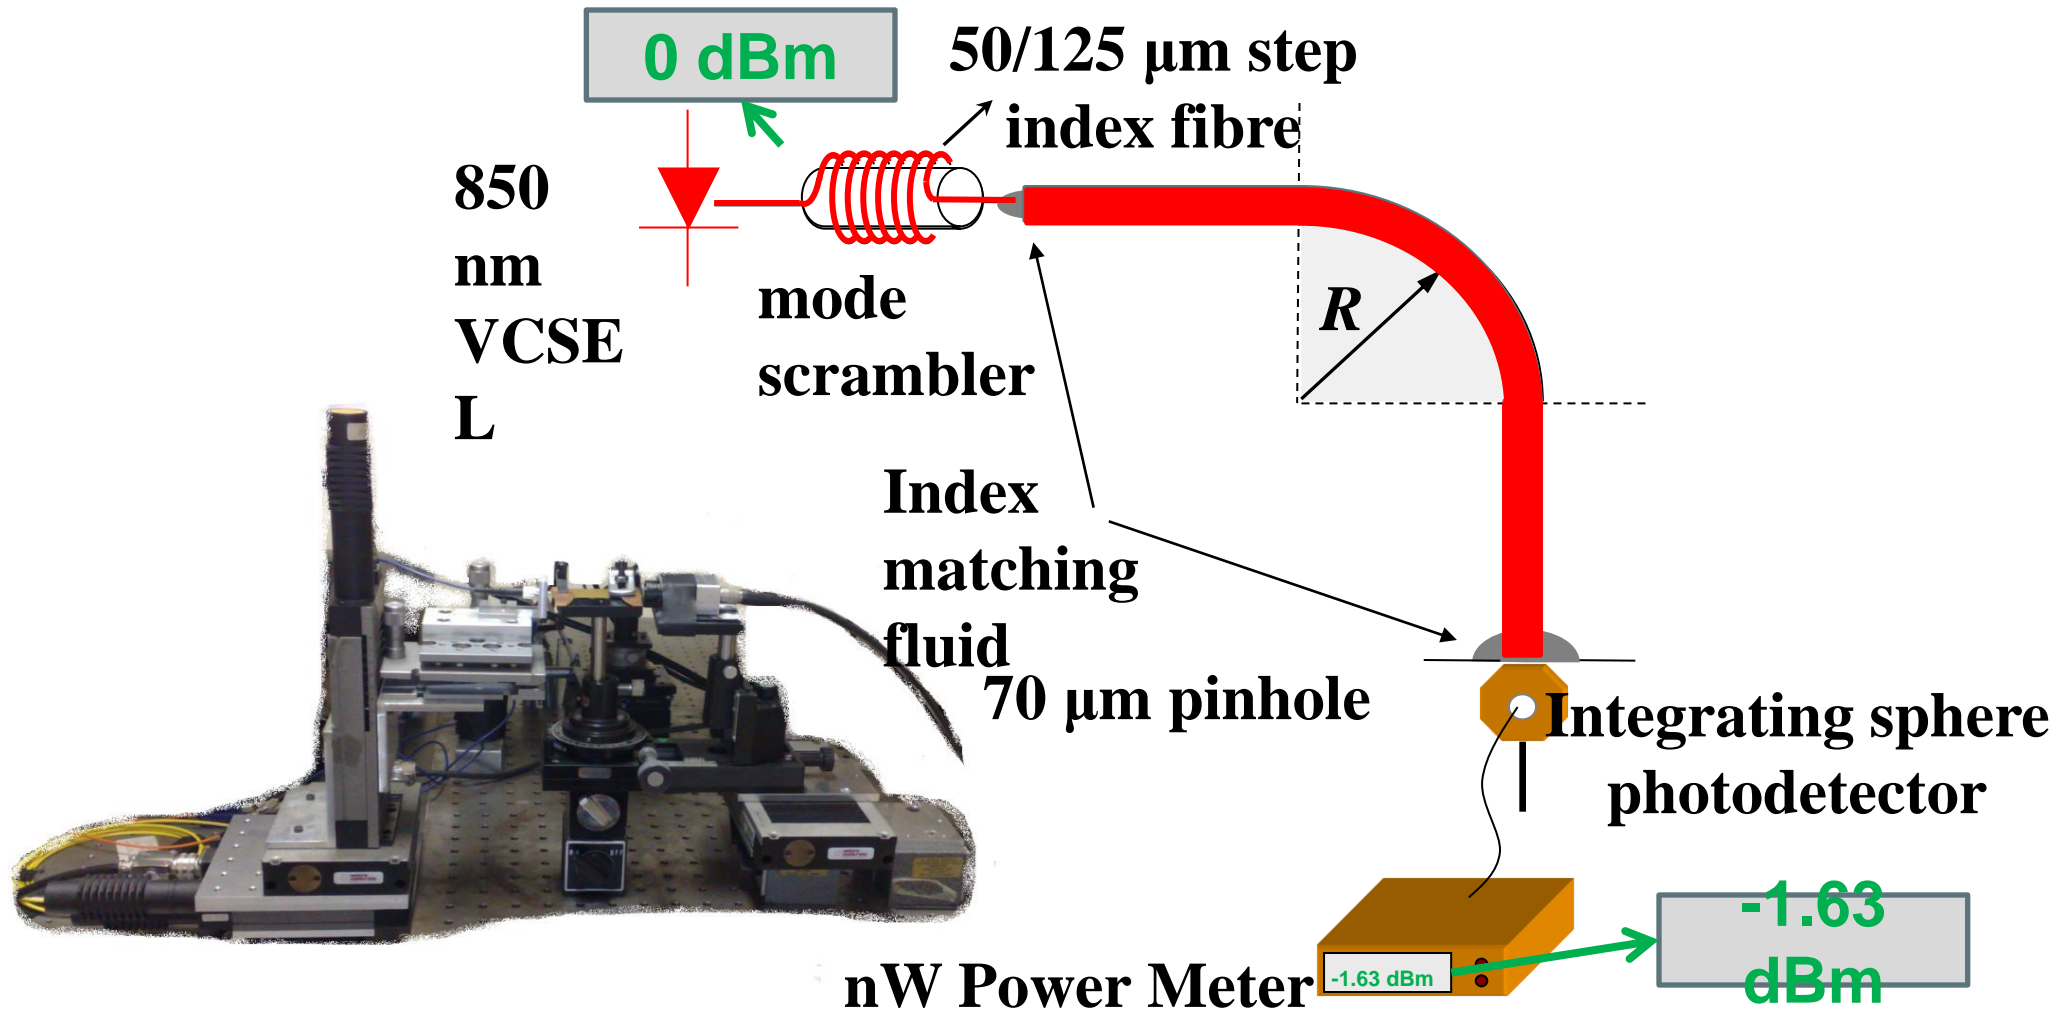 0 dBm
50/125 µm step
index fibre
850
nm
VCSE
L
mode
scrambler
R
Index
matching
fluid
70 µm pinhole
Integrating sphere
photodetector
nW Power Meter
-1.63 dBm
-1.63
dBm